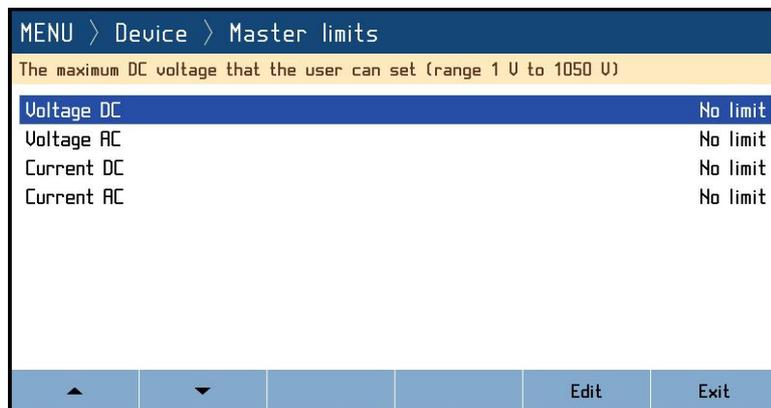 MENU 〉 Device 〉 Master limits
The maximum DC voltage that the user can set (range 1 V to 1050 V)
Voltage DC No limit
Voltage AC No limit
Current DC No limit
Current AC No limit
Edit Exit